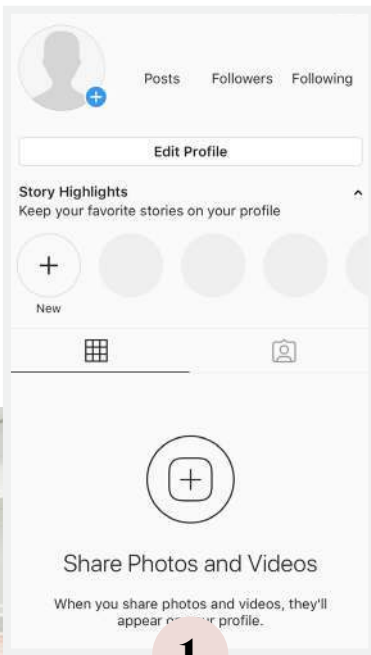 Posts Followers Following
Edit Profile
Story Highlights
Keep your favorite stories on your profile
New
Share Photos and Videos
When you share photos and videos, they'll
appear profile.
1